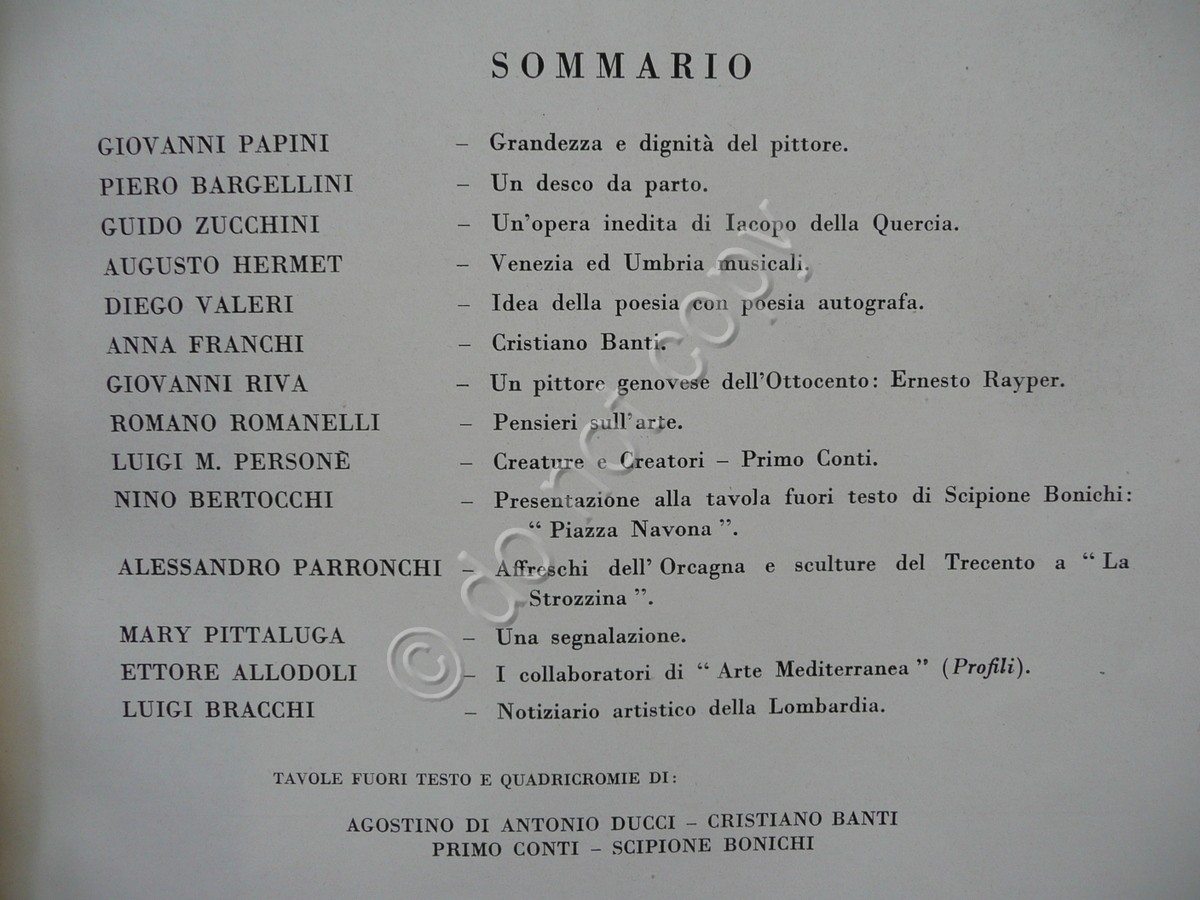 SOMMARIO
GIOVANNI PAPINI – Grandezza e dignità del pittore.
PIERO BARGELLINI – Un desco da parto.
GUIDO ZUCCHINI – Un'opera inedita di Iacopo della Quercia.
AUGUSTO HERMET – Venezia ed Umbria musicali.
DIEGO VALERI – Idea della poesia con poesia autografa.
ANNA FRANCHI – Cristiano Banti.
GIOVANNI RIVA – Un pittore genovese dell'Ottocento: Ernesto Rayper.
ROMANO ROMANELLI – Pensieri sull'arte.
LUIGI M. PERSONÈ – Creature e Creatori – Primo Conti.
NINO BERTOCCHI – Presentazione alla tavola fuori testo di Scipione Bonichi:
“ Piazza Navona ”.
ALESSANDRO PARRONCHI – Affreschi dell' Orcagna e sculture del Trecento a “ La
Strozzina ”.
MARY PITTALUGA – Una segnalazione.
ETTORE ALLODOLI – I collaboratori di “ Arte Mediterranea ” (Profili).
LUIGI BRACCHI – Notiziario artistico della Lombardia.
TAVOLE FUORI TESTO E QUADRICROMIE DI:
AGOSTINO DI ANTONIO DUCCI – CRISTIANO BANTI
PRIMO CONTI – SCIPIONE BONICHI
© do not copy